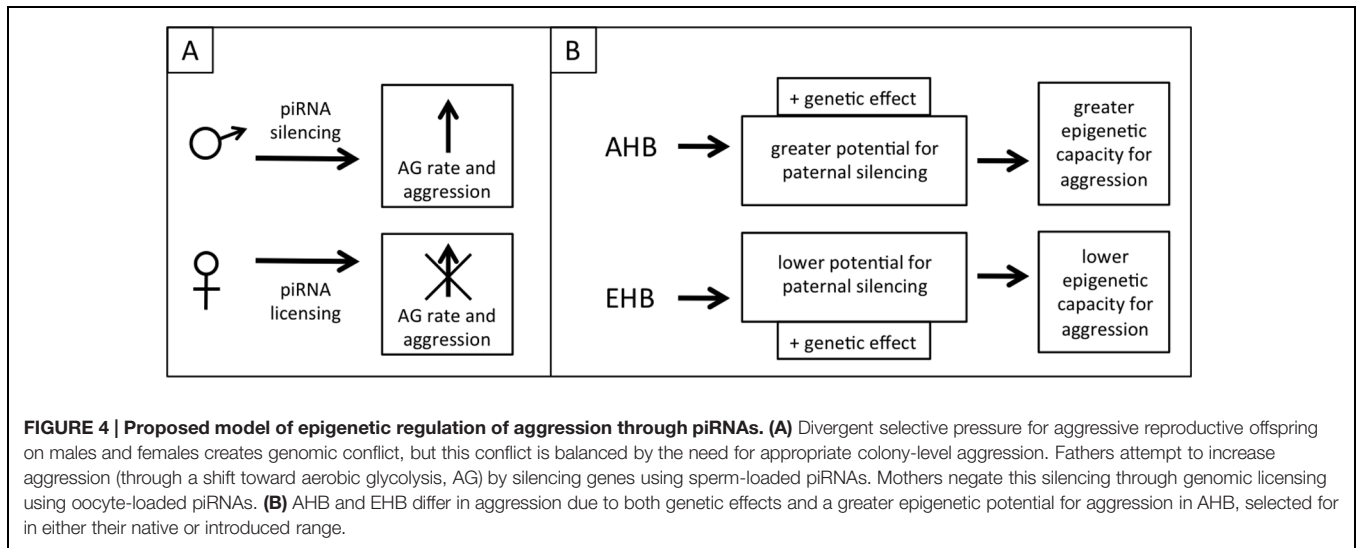 A
piRNA
silencing
AG rate and
aggression
piRNA
licensing
AG rate and
aggression
B
AHB
+ genetic effect
greater potential for
paternal silencing
greater
epigenetic
capacity for
aggression
EHB
lower potential for
paternal silencing
+ genetic effect
lower
epigenetic
capacity for
aggression
FIGURE 4 | Proposed model of epigenetic regulation of aggression through piRNAs. (A) Divergent selective pressure for aggressive reproductive offspring
on males and females creates genomic conflict, but this conflict is balanced by the need for appropriate colony-level aggression. Fathers attempt to increase
aggression (through a shift toward aerobic glycolysis, AG) by silencing genes using sperm-loaded piRNAs. Mothers negate this silencing through genomic licensing
using oocyte-loaded piRNAs. (B) AHB and EHB differ in aggression due to both genetic effects and a greater epigenetic potential for aggression in AHB, selected for
in either their native or introduced range.